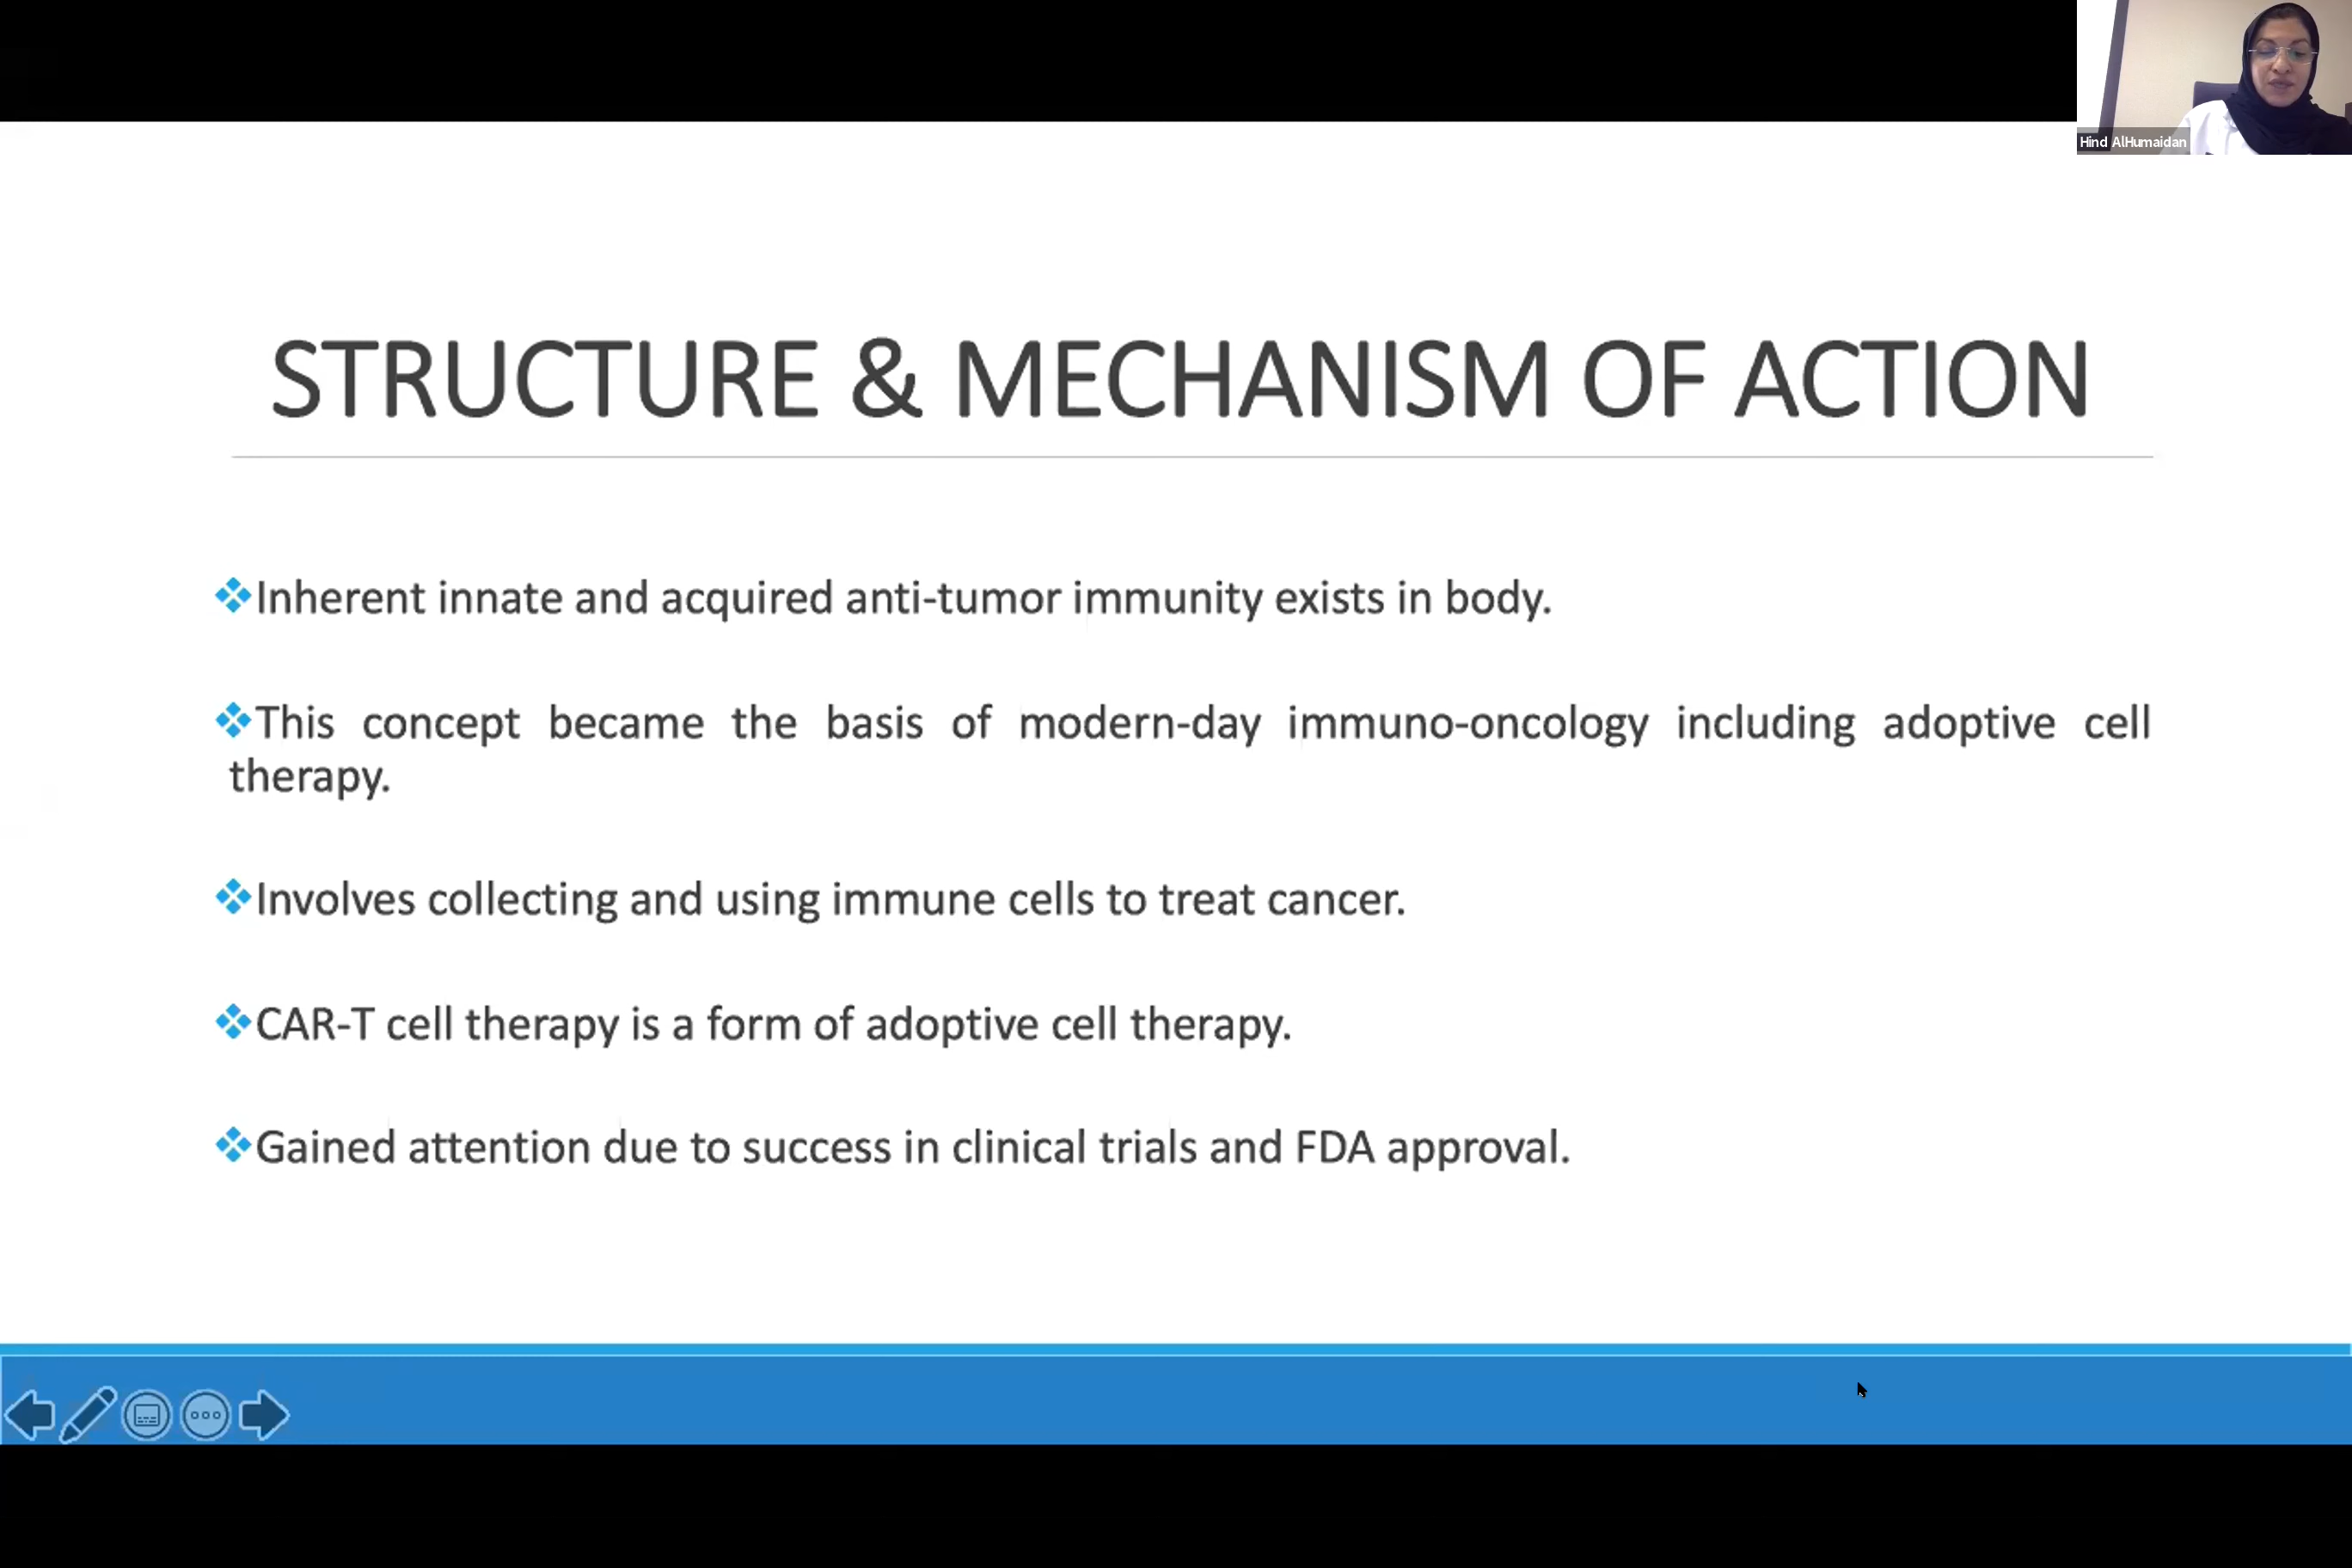 Hind AlHumaidan
STRUCTURE & MECHANISM OF ACTION
Inherent innate and acquired anti-tumor immunity exists in body.
This concept became the basis of modern-day immuno-oncology including adoptive cell
therapy.
Involves collecting and using immune cells to treat cancer.
CAR-T cell therapy is a form of adoptive cell therapy.
Gained attention due to success in clinical trials and FDA approval.